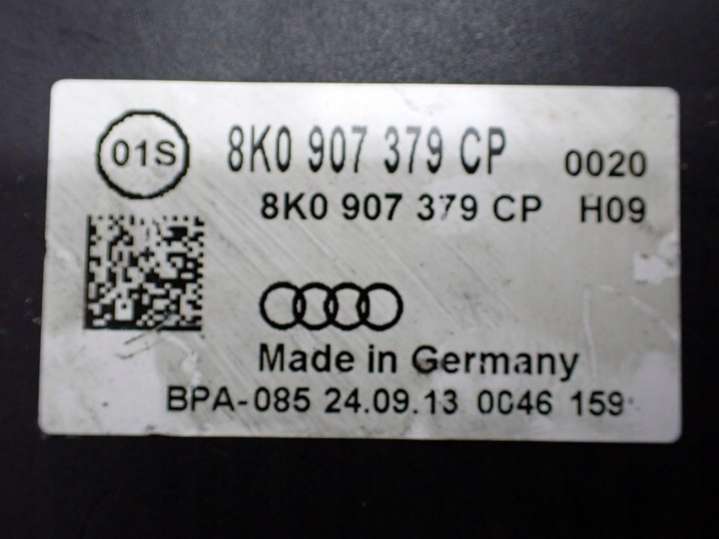 01S 8K0 907 379 CP 0020
8K0 907 379 CP H09
Made in Germany
BPA-085 24.09.13 0046 159